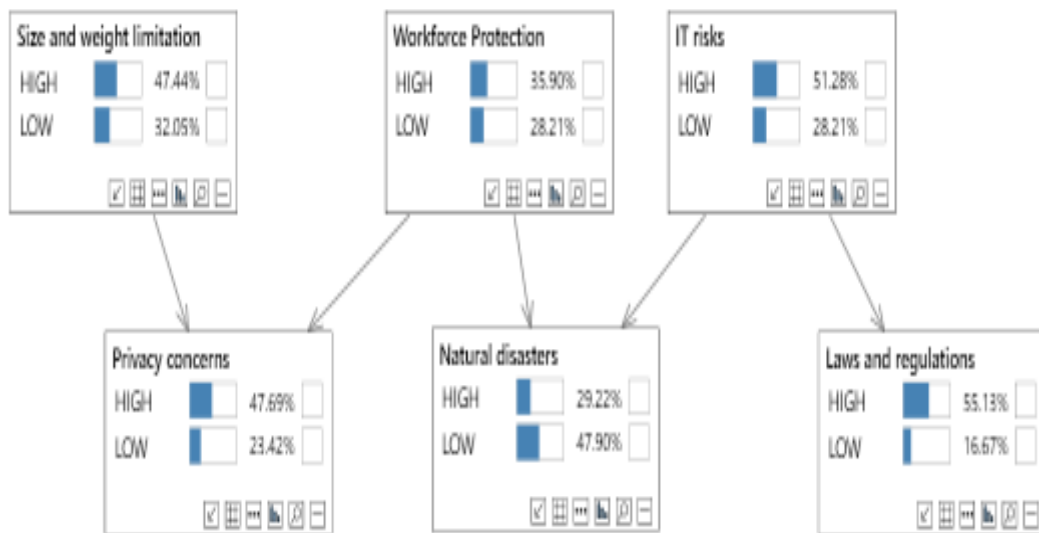 Size and weight limitation
HIGH 47.44%
LOW 32.05%
Workforce Protection
HIGH 35.90%
LOW 28.21%
IT risks
HIGH 51.28%
LOW 28.21%
Privacy concerns
HIGH 47.69%
LOW 23.42%
Natural disasters
HIGH 29.22%
LOW 47.90%
Laws and regulations
HIGH 55.13%
LOW 16.67%